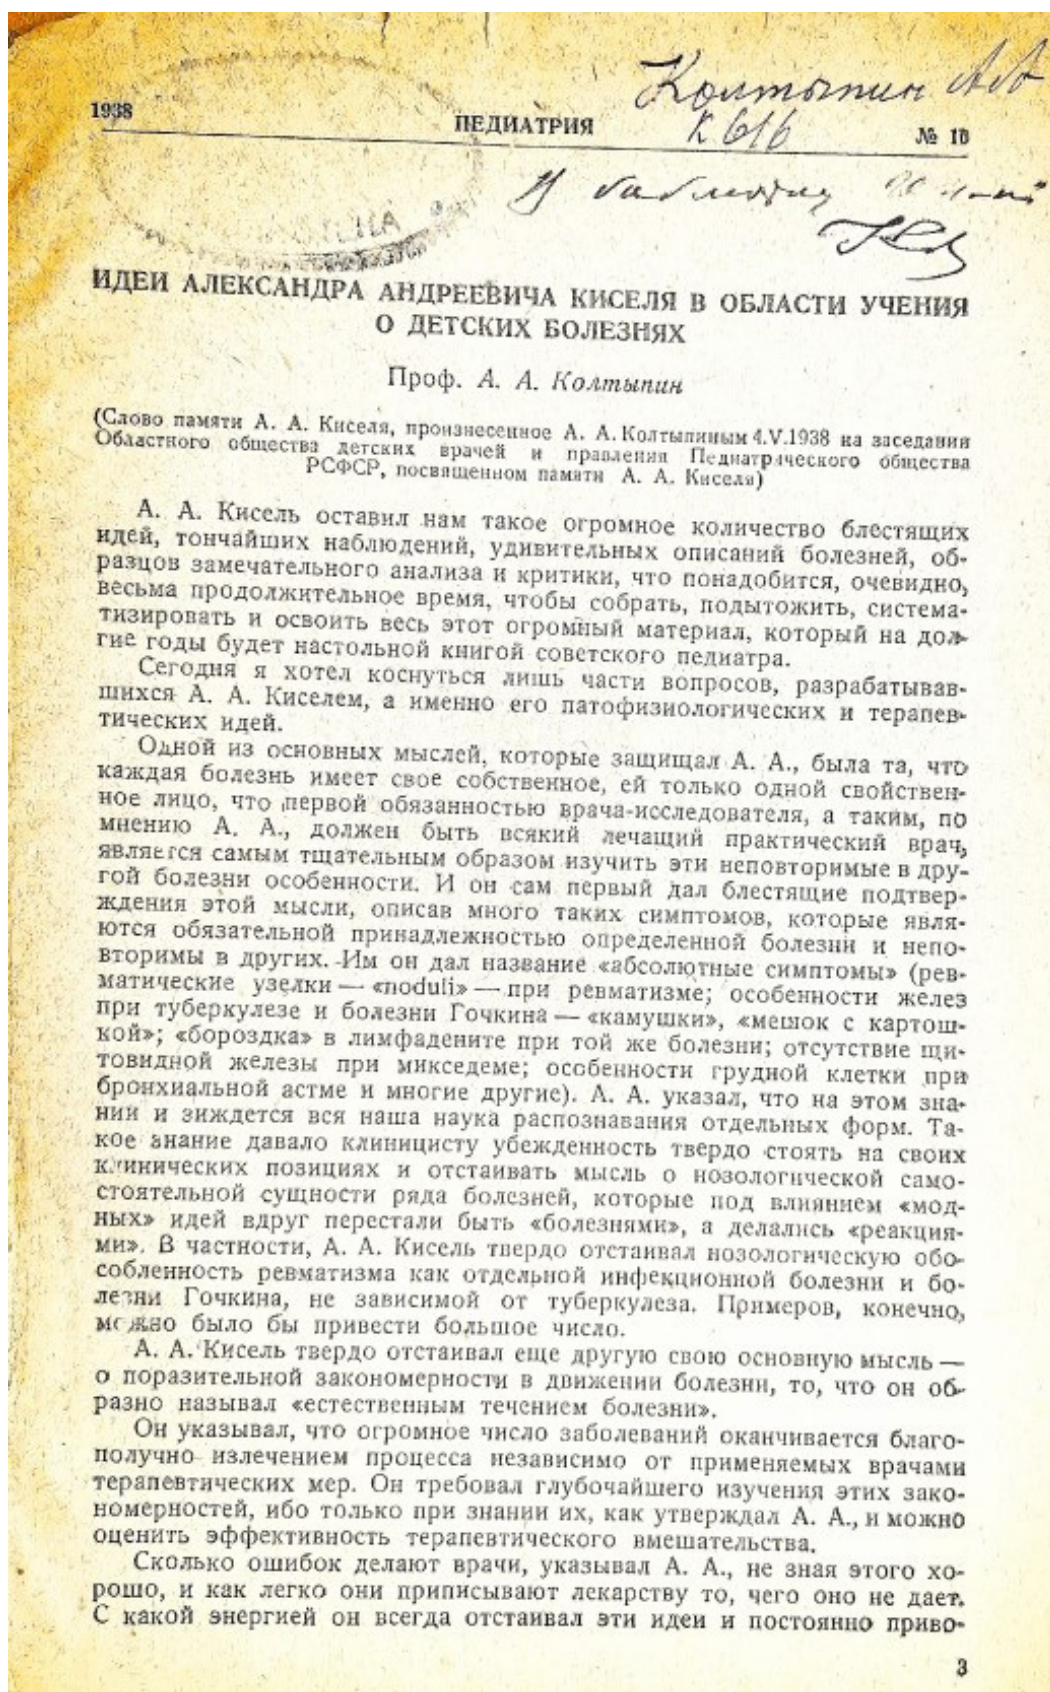 Колтыпин АА
1938 ПЕДИАТРИЯ К 616 № 10
В
ИДЕИ АЛЕКСАНДРА АНДРЕЕВИЧА КИСЕЛЯ В ОБЛАСТИ УЧЕНИЯ
О ДЕТСКИХ БОЛЕЗНЯХ
Проф. А. А. Колтыпин
(Слово памяти А. А. Киселя, произнесенное А. А. Колтыпиным 4.V.1938 на заседании
Областного общества детских врачей и правления Педиатрического общества
РСФСР, посвященном памяти А. А. Киселя)
А. А. Кисель оставил нам такое огромное количество блестящих
идей, тончайших наблюдений, удивительных описаний болезней, об-
разцов замечательного анализа и критики, что понадобится, очевидно,
весьма продолжительное время, чтобы собрать, подытожить, система-
тизировать и освоить весь этот огромный материал, который на дол-
гие годы будет настольной книгой советского педиатра.
Сегодня я хотел коснуться лишь части вопросов, разрабатывав-
шихся А. А. Киселем, а именно его патофизиологических и терапев-
тических идей.
Одной из основных мыслей, которые защищал А. А., была та, что
каждая болезнь имеет свое собственное, ей только одной свойствен-
ное лицо, что первой обязанностью врача-исследователя, а таким, по
мнению А. А., должен быть всякий лечащий практический врач,
является самым тщательным образом изучить эти неповторимые в дру-
гой болезни особенности. И он сам первый дал блестящие подтвер-
ждения этой мысли, описав много таких симптомов, которые явля-
ются обязательной принадлежностью определенной болезни и непо-
вторимы в других. Им он дал название «абсолютные симптомы» (рев-
матические узелки — «noduli» — при ревматизме; особенности желез
при туберкулезе и болезни Гочкина — «камушки», «мешок с картош-
кой»; «бороздка» в лимфадените при той же болезни; отсутствие щи-
товидной железы при микседеме; особенности грудной клетки при
бронхиальной астме и многие другие). А. А. указал, что на этом зна-
нии и зиждется вся наша наука распознавания отдельных форм. Та-
кое знание давало клиницисту убежденность твердо стоять на своих
клинических позициях и отстаивать мысль о нозологической само-
стоятельной сущности ряда болезней, которые под влиянием «мод-
ных» идей вдруг перестали быть «болезнями», а делались «реакция-
ми». В частности, А. А. Кисель твердо отстаивал нозологическую обо-
собленность ревматизма как отдельной инфекционной болезни и бо-
лезни Гочкина, не зависимой от туберкулеза. Примеров, конечно,
можно было бы привести большое число.
А. А. Кисель твердо отстаивал еще другую свою основную мысль —
о поразительной закономерности в движении болезни, то, что он об-
разно называл «естественным течением болезни».
Он указывал, что огромное число заболеваний оканчивается благо-
получно излечением процесса независимо от применяемых врачами
терапевтических мер. Он требовал глубочайшего изучения этих зако-
номерностей, ибо только при знании их, как утверждал А. А., и можно
оценить эффективность терапевтического вмешательства.
Сколько ошибок делают врачи, указывал А. А., не зная этого хо-
рошо, и как легко они приписывают лекарству то, чего оно не дает.
С какой энергией он всегда отстаивал эти идеи и постоянно приво-
3